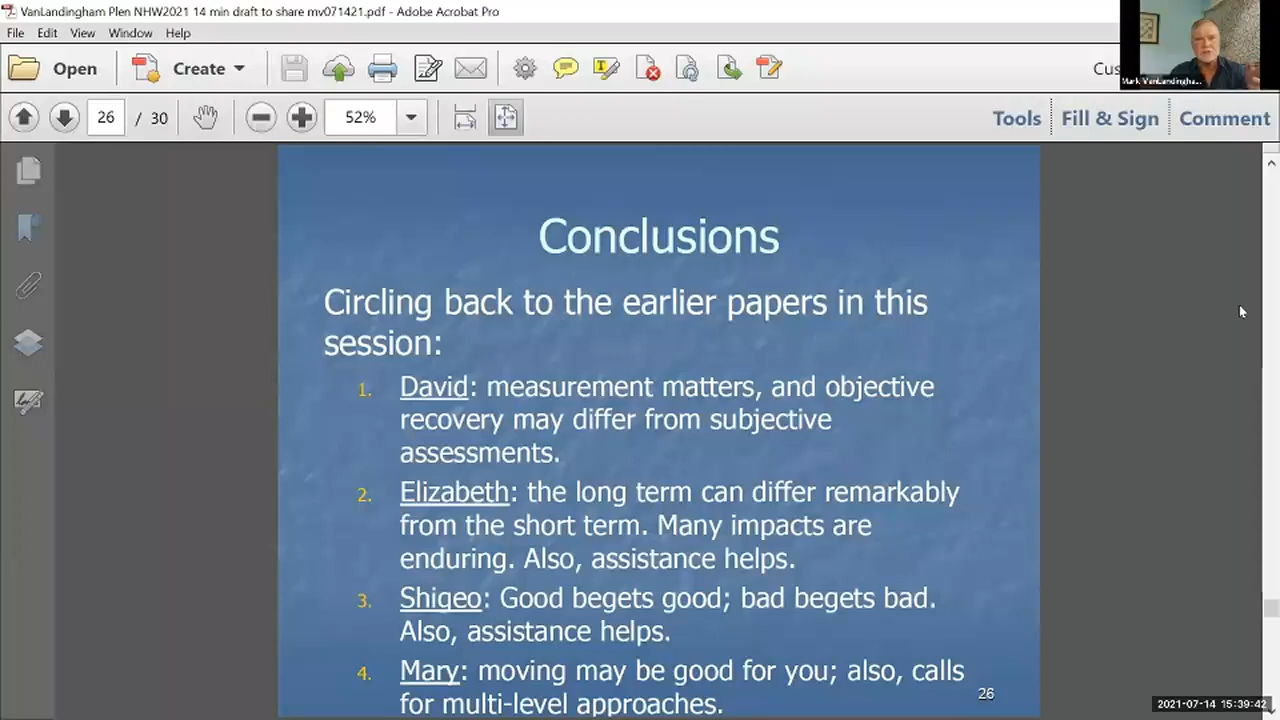 VanLandingham Plen NHW2021 14 min draft to share mv071421.pdf - Adobe Acrobat Pro
File Edit View Window Help
Open Create Cus
Mark VanLandingha...
26 / 30 52% Tools Fill & Sign Comment
Conclusions
Circling back to the earlier papers in this
session:
1. David: measurement matters, and objective
recovery may differ from subjective
assessments.
2. Elizabeth: the long term can differ remarkably
from the short term. Many impacts are
enduring. Also, assistance helps.
3. Shigeo: Good begets good; bad begets bad.
Also, assistance helps.
4. Mary: moving may be good for you; also, calls
for multi-level approaches.
26
2021-07-14 15:39:42